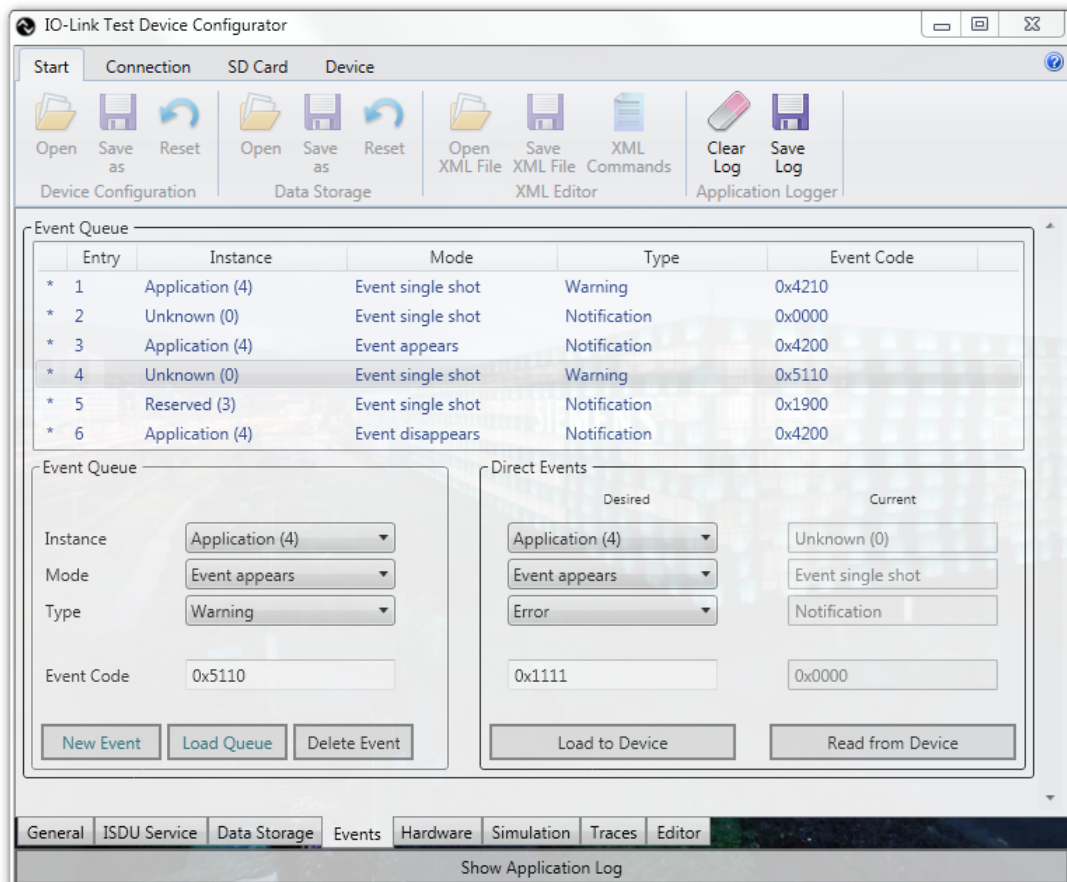 IO-Link Test Device Configurator
Start Connection SD Card Device
Open Save as Reset Open Save as Reset Open XML File Save XML File XML Commands Clear Log Save Log
Device Configuration Data Storage XML Editor Application Logger
Event Queue
Entry Instance Mode Type Event Code
* 1 Application (4) Event single shot Warning 0x4210
* 2 Unknown (0) Event single shot Notification 0x0000
* 3 Application (4) Event appears Notification 0x4200
* 4 Unknown (0) Event single shot Warning 0x5110
* 5 Reserved (3) Event single shot Notification 0x1900
* 6 Application (4) Event disappears Notification 0x4200
SIEMENS
Event Queue Direct Events
Desired Current
Instance Application (4) Application (4) Unknown (0)
Mode Event appears Event appears Event single shot
Type Warning Error Notification
Event Code 0x5110 0x1111 0x0000
New Event Load Queue Delete Event Load to Device Read from Device
General ISDU Service Data Storage Events Hardware Simulation Traces Editor
Show Application Log